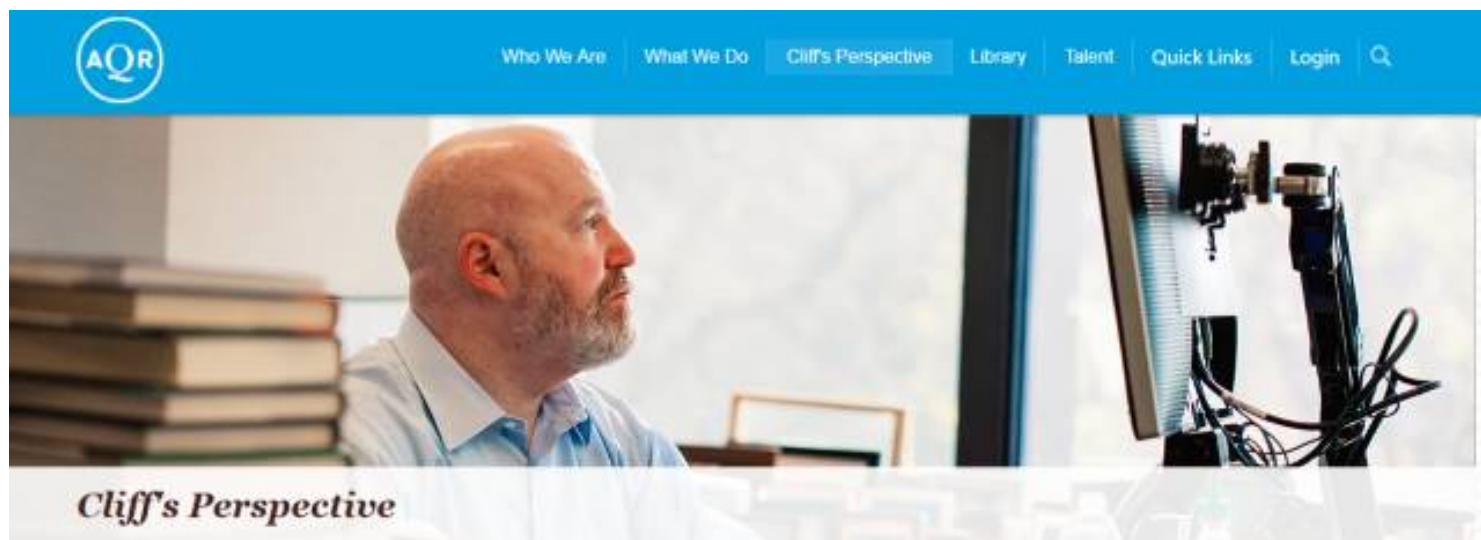 AQR
Who We Are What We Do Cliff's Perspective Library Talent Quick Links Login
Cliff's Perspective